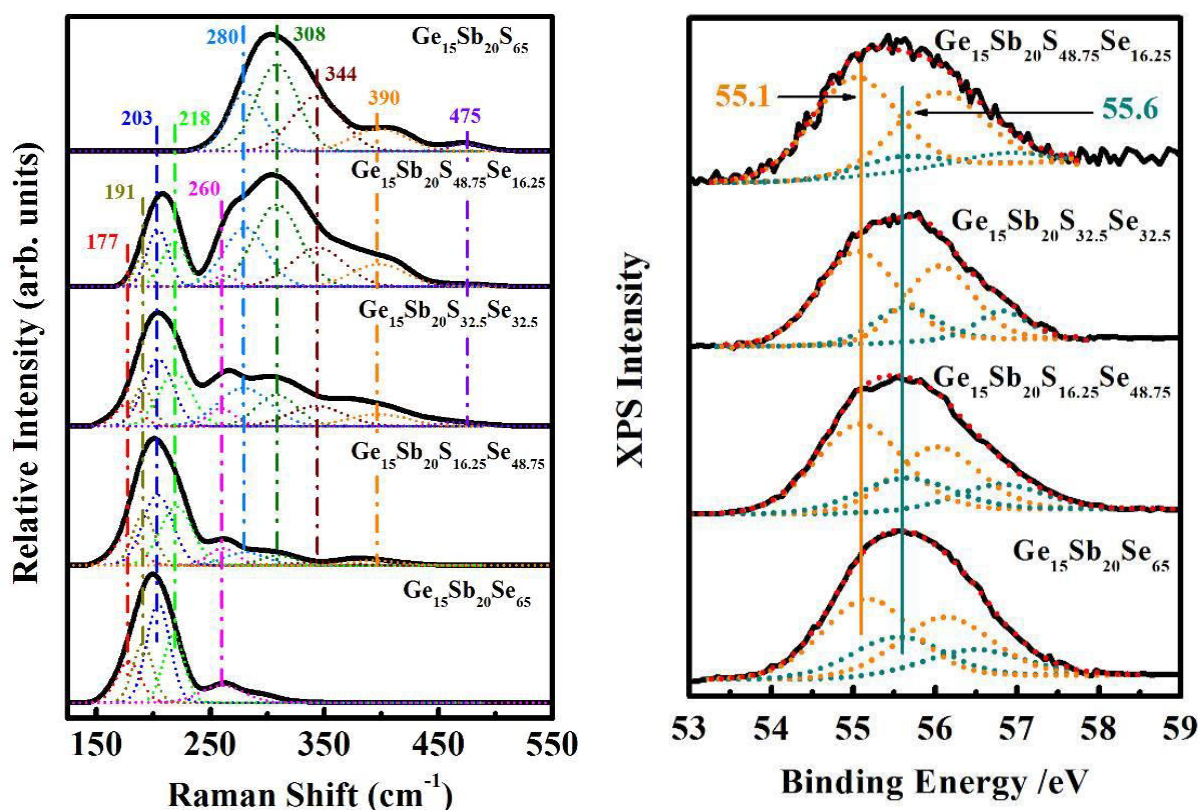 Ge15Sb20S65
280
308
344
390
475
203
218
Ge15Sb20S48.75Se16.25
191
260
177
Ge15Sb20S32.5Se32.5
Ge15Sb20S16.25Se48.75
Ge15Sb20Se65
Relative Intensity (arb. units)
150 250 350 450 550
Raman Shift (cm-1)
Ge15Sb20S48.75Se16.25
55.1
55.6
Ge15Sb20S32.5Se32.5
Ge15Sb20S16.25Se48.75
Ge15Sb20Se65
XPS Intensity
53 54 55 56 57 58 59
Binding Energy /eV